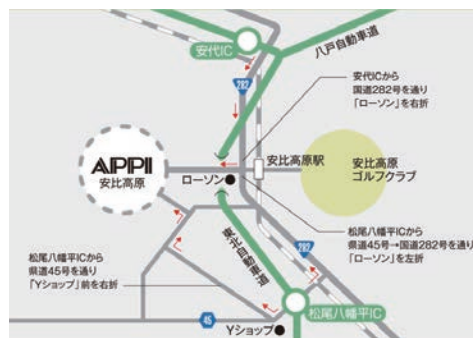 八戸自動車道
安代IC
282
安代ICから
国道282号を通り
「ローソン」を右折
APPI
安比高原
安比高原駅
安比高原
ゴルフクラブ
ローソン
松尾八幡平ICから
県道45号→国道282号を通り
「ローソン」を左折
東北自動車道
282
松尾八幡平ICから
県道45号を通り
「Yショップ」前を右折
45
Yショップ
松尾八幡平IC